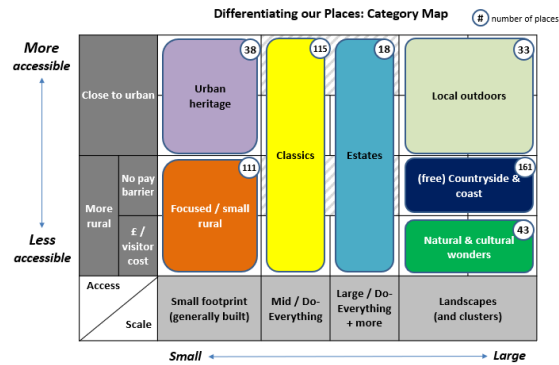 Differentiating our Places: Category Map
# number of places
More
accessible
Less
accessible
Close to urban
More
rural
No pay
barrier
£ /
visitor
cost
Access
Scale
38
Urban
heritage
115
Classics
18
Estates
33
Local outdoors
111
Focused / small
rural
161
(free) Countryside &
coast
43
Natural & cultural
wonders
Small footprint
(generally built)
Mid / Do-
Everything
Large / Do-
Everything
+ more
Landscapes
(and clusters)
Small
Large